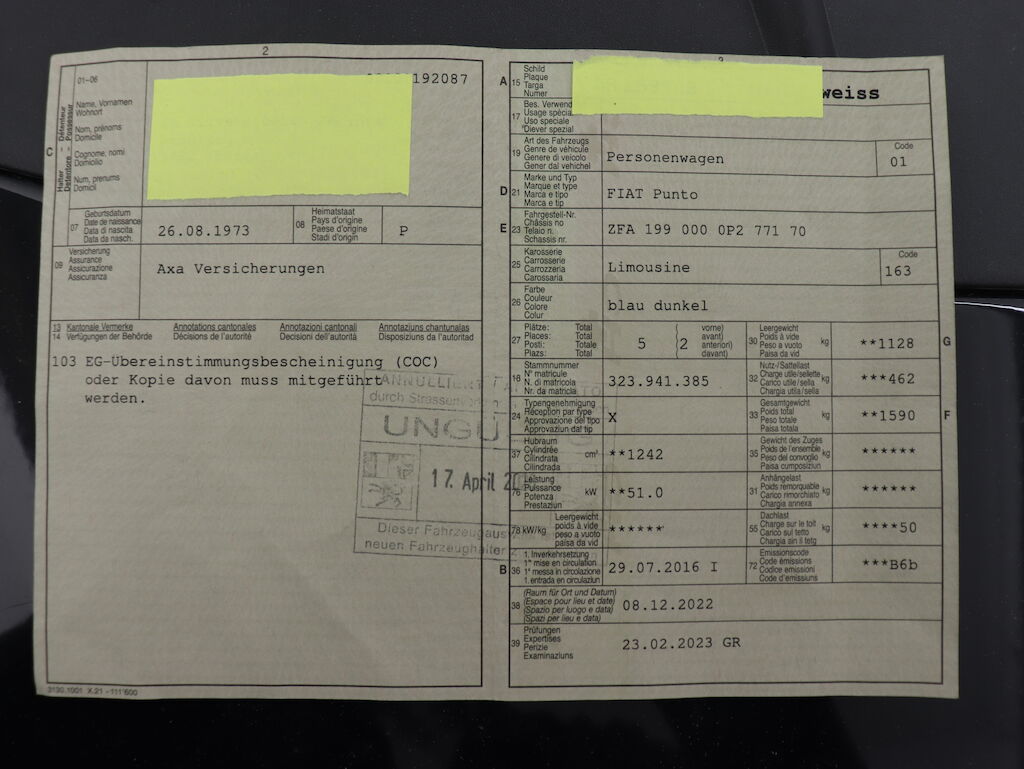 2
01-06
192087
C
Halter - Détenteur
Detentore - Possessur
Name, Vornamen
Wohnort
Nom, prénoms
Domicile
Cognome, nomi
Domicilio
Num, prenums
Domicil
07
Geburtsdatum
Date de naissance
Data di nascita
Data da nasch.
26.08.1973
08
Heimatstaat
Pays d'origine
Paese d'origine
Stadi d'origin
P
09
Versicherung
Assurance
Assicurazione
Assicuranza
Axa Versicherungen
13 Kantonale Vermerke Annotations cantonales Annotazioni cantonali Annotaziuns chantunalas
14 Verfügungen der Behörde Décisions de l'autorité Decisioni dell'autorità Disposiziuns da l'autoritad
103 EG-Übereinstimmungsbescheinigung (COC)
oder Kopie davon muss mitgeführt
werden.
ANNULLIERT
durch Strassen
UNGÜ
17. April 2
Dieser Fahrzeugaus
neuen Fahrzeughalter
3130.1001 X.21 - 111'600
A 15
Schild
Plaque
Targa
Numer
weiss
17
Bes. Verwend
Usage spécia
Uso speciale
Diever spezial
19
Art des Fahrzeugs
Genre de véhicule
Genere di veicolo
Gener dal vehichel
Personenwagen
Code
01
D 21
Marke und Typ
Marque et type
Marca e tipo
Marca e tip
FIAT Punto
E 23
Fahrgestell-Nr.
Châssis no
Telaio n.
Schassis nr.
ZFA 199 000 0P2 771 70
25
Karosserie
Carrosserie
Carrozzeria
Carossaria
Limousine
Code
163
26
Farbe
Couleur
Colore
Colur
blau dunkel
27
Plätze: Total
Places: Total
Posti: Totale
Plazs: Total
5
2
vorne)
avant)
anteriori)
davant)
30
Leergewicht
Poids à vide
Peso a vuoto
Paisa da vid
kg
**1128
G
18
Stammnummer
N° matricule
N. di matricola
Nr. da matricla
323.941.385
32
Nutz-/Sattellast
Charge utile/sellette
Carico utile/sella
Chargia utila/sella
kg
***462
24
Typengenehmigung
Réception par type
Approvazione del tipo
Approvaziun dal tip
X
33
Gesamtgewicht
Poids total
Peso totale
Paisa totala
kg
**1590
F
37
Hubraum
Cylindrée
Cilindrata
Cilindrada
cm³
**1242
35
Gewicht des Zuges
Poids de l'ensemble
Peso del convoglio
Paisa cumposiziun
kg
******
76
Leistung
Puissance
Potenza
Prestaziun
kW
**51.0
31
Anhängelast
Poids remorquable
Carico rimorchiato
Chargia annexa
kg
******
78 kW/kg
Leergewicht
poids à vide
peso a vuoto
paisa da vid
******
55
Dachlast
Charge sur le toit
Carico sul tetto
Chargia sin il tetg
kg
****50
B 36
1. Inverkehrsetzung
1re mise en circulation
1a messa in circolazione
1. entrada en circulaziun
29.07.2016 I
72
Emissionscode
Code émissions
Codice emissioni
Code d'emissiuns
***B6b
38
(Raum für Ort und Datum)
(Espace pour lieu et date)
(Spazio per luogo e data)
(Spazi per lieu e data)
08.12.2022
39
Prüfungen
Expertises
Perizie
Examinaziuns
23.02.2023 GR